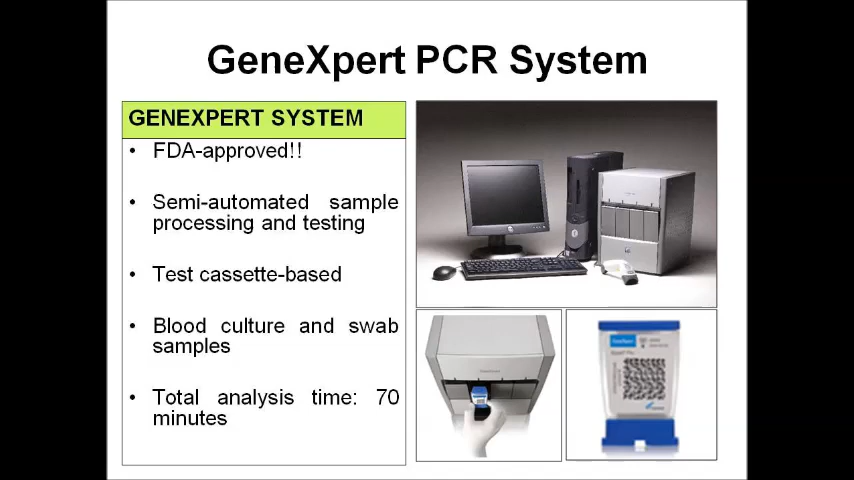 GeneXpert PCR System
GENEXPERT SYSTEM
• FDA-approved!!
• Semi-automated sample
processing and testing
• Test cassette-based
• Blood culture and swab
samples
• Total analysis time: 70
minutes